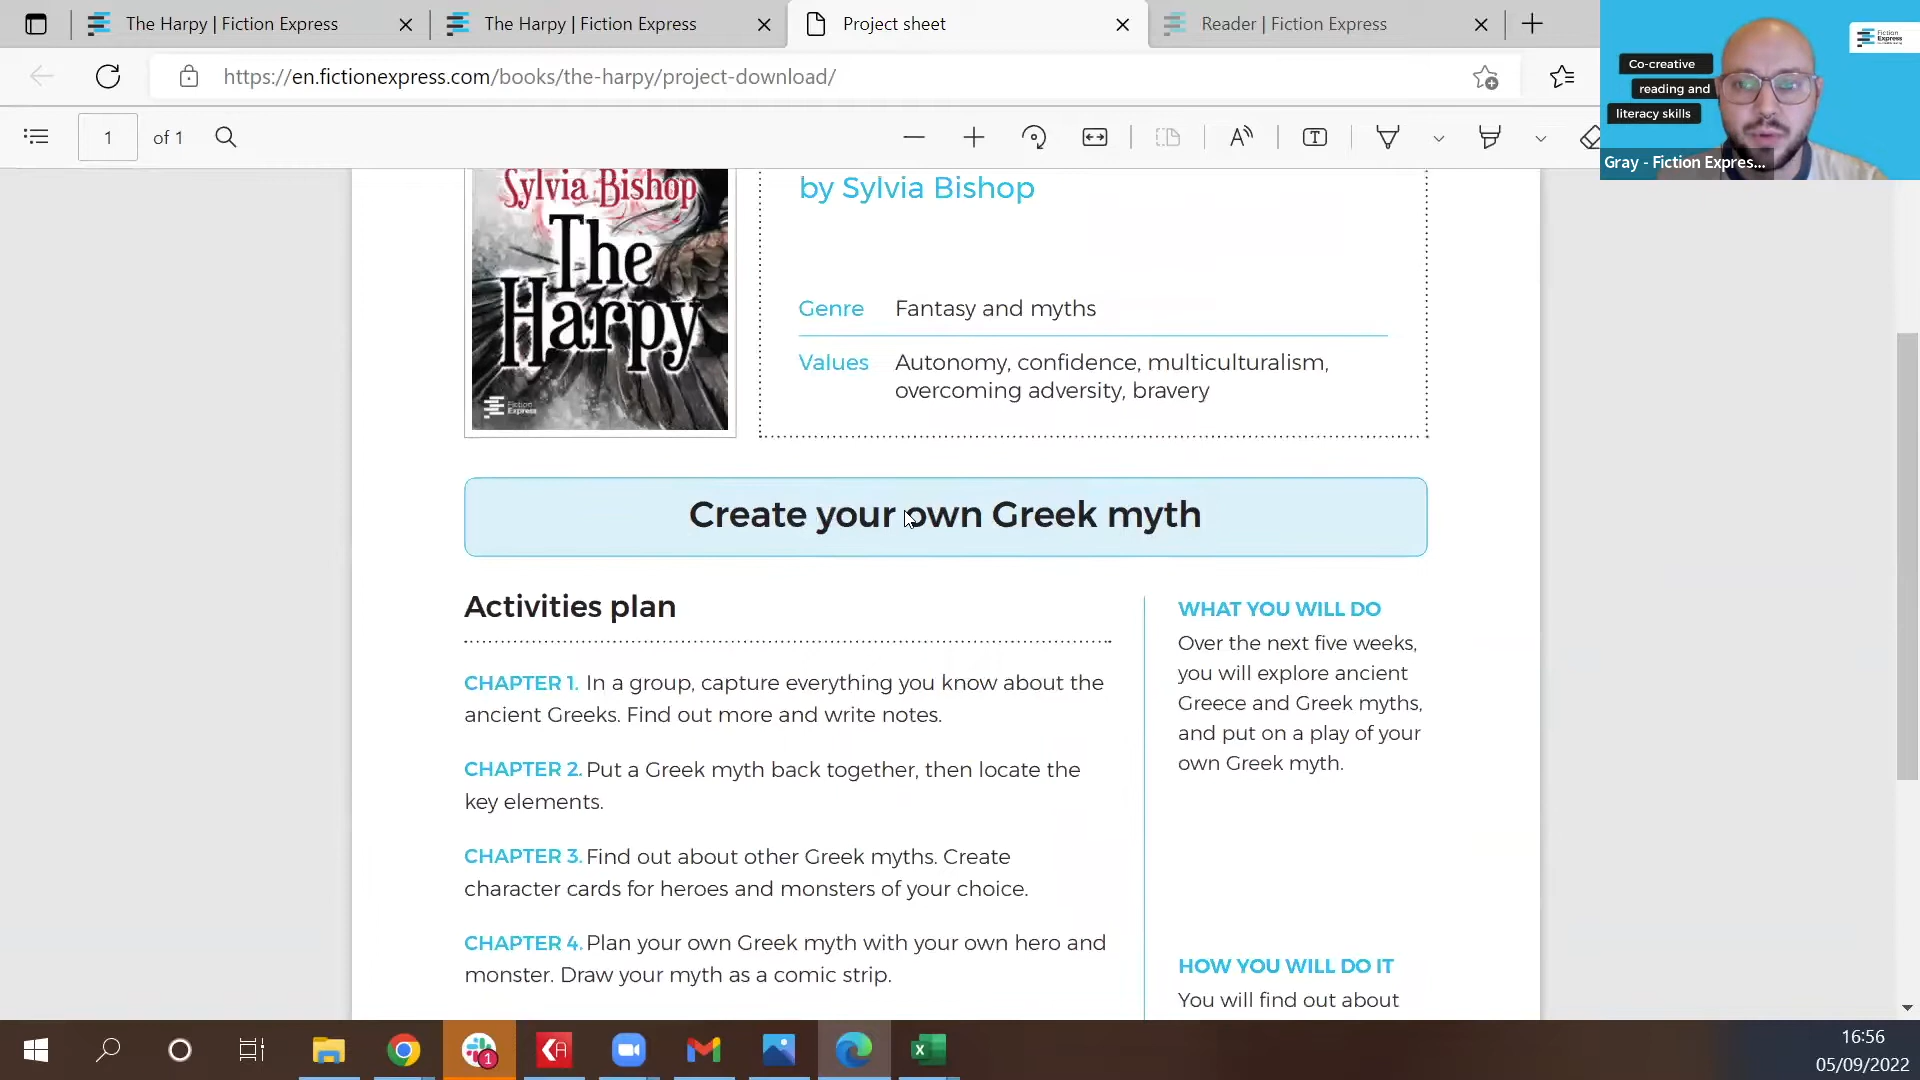 The Harpy | Fiction Express
The Harpy | Fiction Express
Project sheet
Reader | Fiction Express
https://en.fictionexpress.com/books/the-harpy/project-download/
1
of 1
Co-creative
reading and
literacy skills
Fiction
Express
Gray - Fiction Expres...
Sylvia Bishop
The
Harpy
Fiction
Express
by Sylvia Bishop
Genre Fantasy and myths
Values Autonomy, confidence, multiculturalism,
overcoming adversity, bravery
Create your own Greek myth
Activities plan
CHAPTER 1. In a group, capture everything you know about the
ancient Greeks. Find out more and write notes.
CHAPTER 2. Put a Greek myth back together, then locate the
key elements.
CHAPTER 3. Find out about other Greek myths. Create
character cards for heroes and monsters of your choice.
CHAPTER 4. Plan your own Greek myth with your own hero and
monster. Draw your myth as a comic strip.
WHAT YOU WILL DO
Over the next five weeks,
you will explore ancient
Greece and Greek myths,
and put on a play of your
own Greek myth.
HOW YOU WILL DO IT
You will find out about
1
16:56
05/09/2022